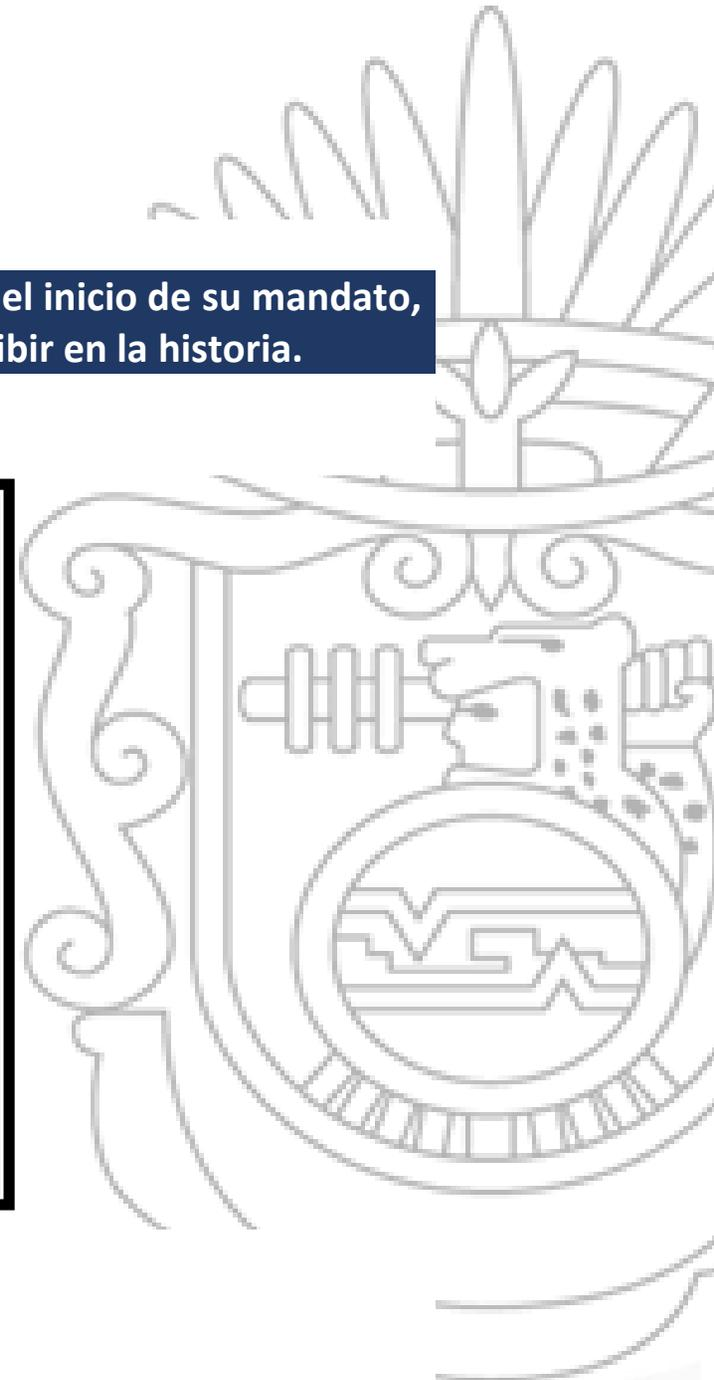 el inicio de su mandato,
ibir en la historia.